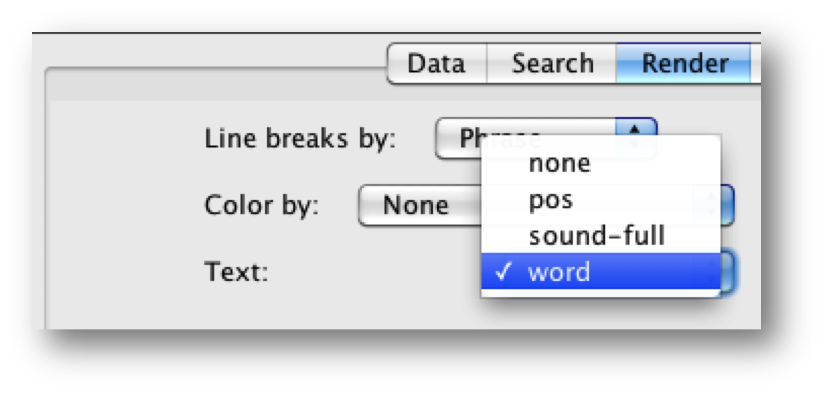 Data Search Render
Line breaks by: Phrase
none
pos
Color by: None
sound-full
Text: ✓ word